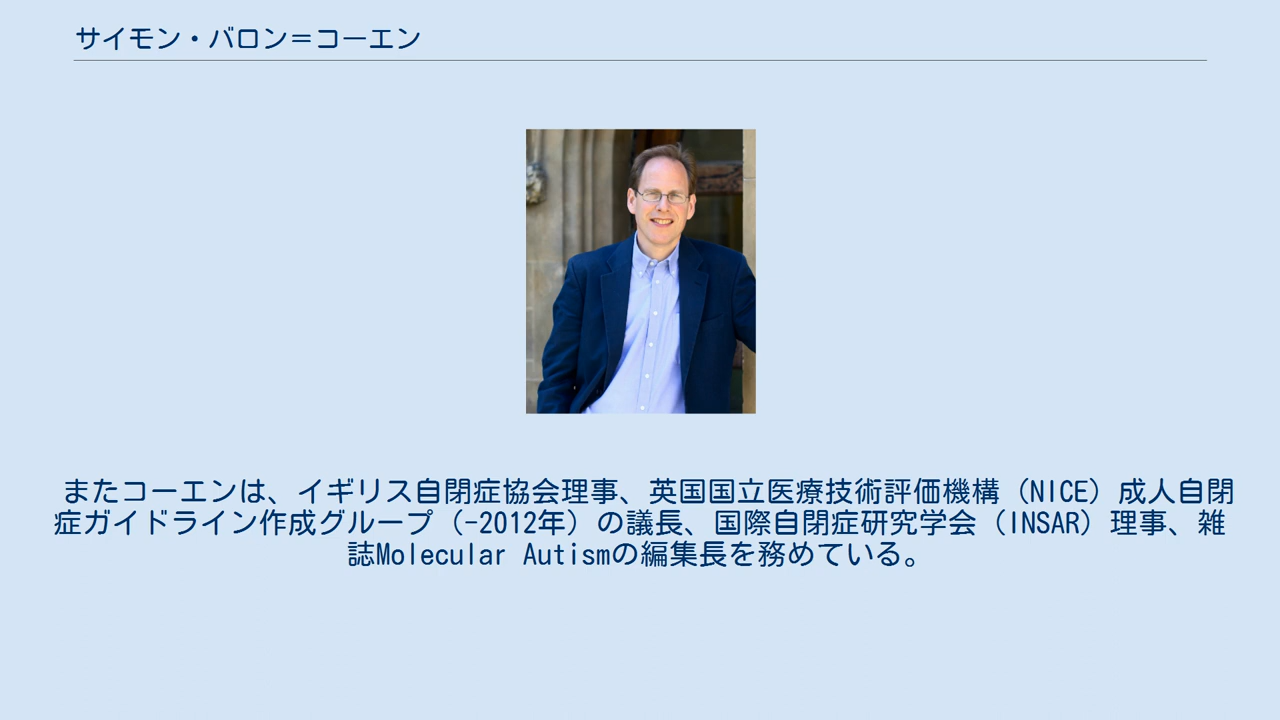 サイモン・バロン＝コーエン
またコーエンは、イギリス自閉症協会理事、英国国立医療技術評価機構（NICE）成人自閉
症ガイドライン作成グループ（-2012年）の議長、国際自閉症研究学会（INSAR）理事、雑
誌Molecular Autismの編集長を務めている。